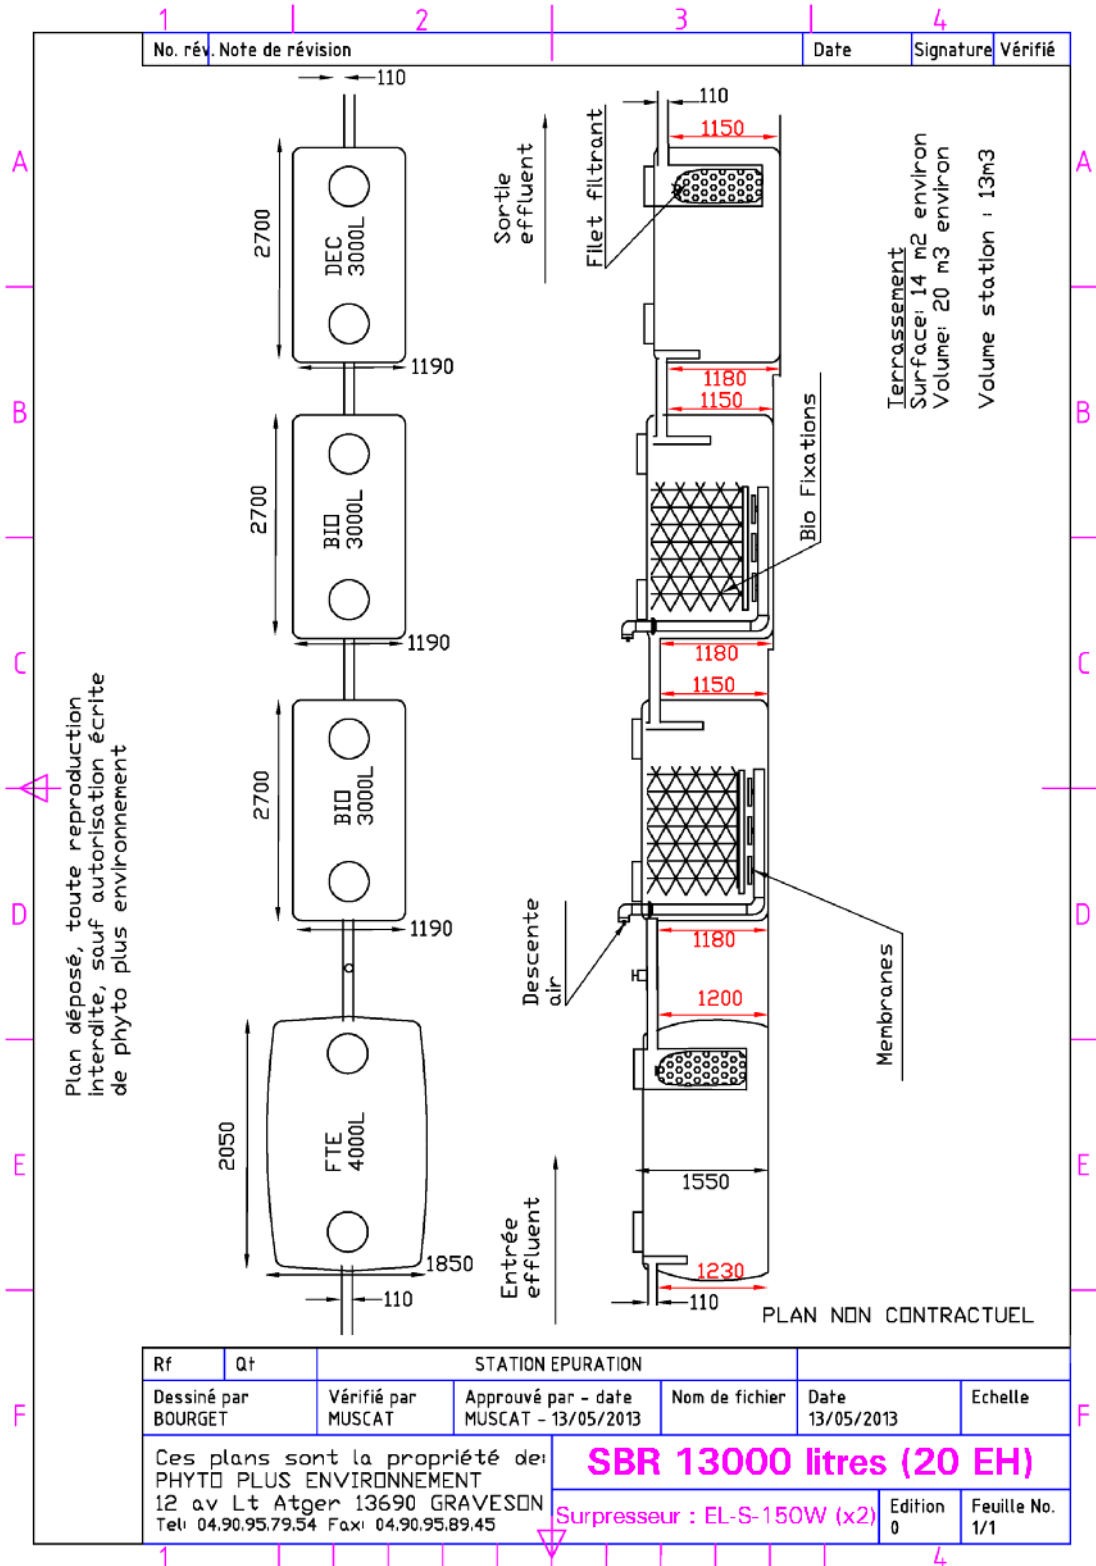 1 2 3 4
No. rév. Note de révision Date Signature Vérifié
A A
B B
C C
D D
E E
F F
110
2700
DEC
3000L
1190
2700
BIO
3000L
1190
2700
BIO
3000L
1190
2050
FTE
4000L
1850
110
Sortie
effluent
Filet filtrant
110
1150
1180
1150
Bio Fixations
1180
1150
1180
Descente
air
Membranes
1200
1550
Entrée
effluent
1230
110
Terrassement
Surface: 14 m2 environ
Volume: 20 m3 environ
Volume station : 13m3
Plan déposé, toute reproduction
interdite, sauf autorisation écrite
de phyto plus environnement
PLAN NON CONTRACTUEL
Rf Qt STATION EPURATION
Dessiné par Vérifié par Approuvé par - date Nom de fichier Date Echelle
BOURGET MUSCAT MUSCAT - 13/05/2013 13/05/2013
Ces plans sont la propriété de:
PHYTO PLUS ENVIRONNEMENT
12 av Lt Atger 13690 GRAVESON
Tel: 04.90.95.79.54 Fax: 04.90.95.89.45
SBR 13000 litres (20 EH)
Surpresseur : EL-S-150W (x2)
Edition
0
Feuille No.
1/1
1 4